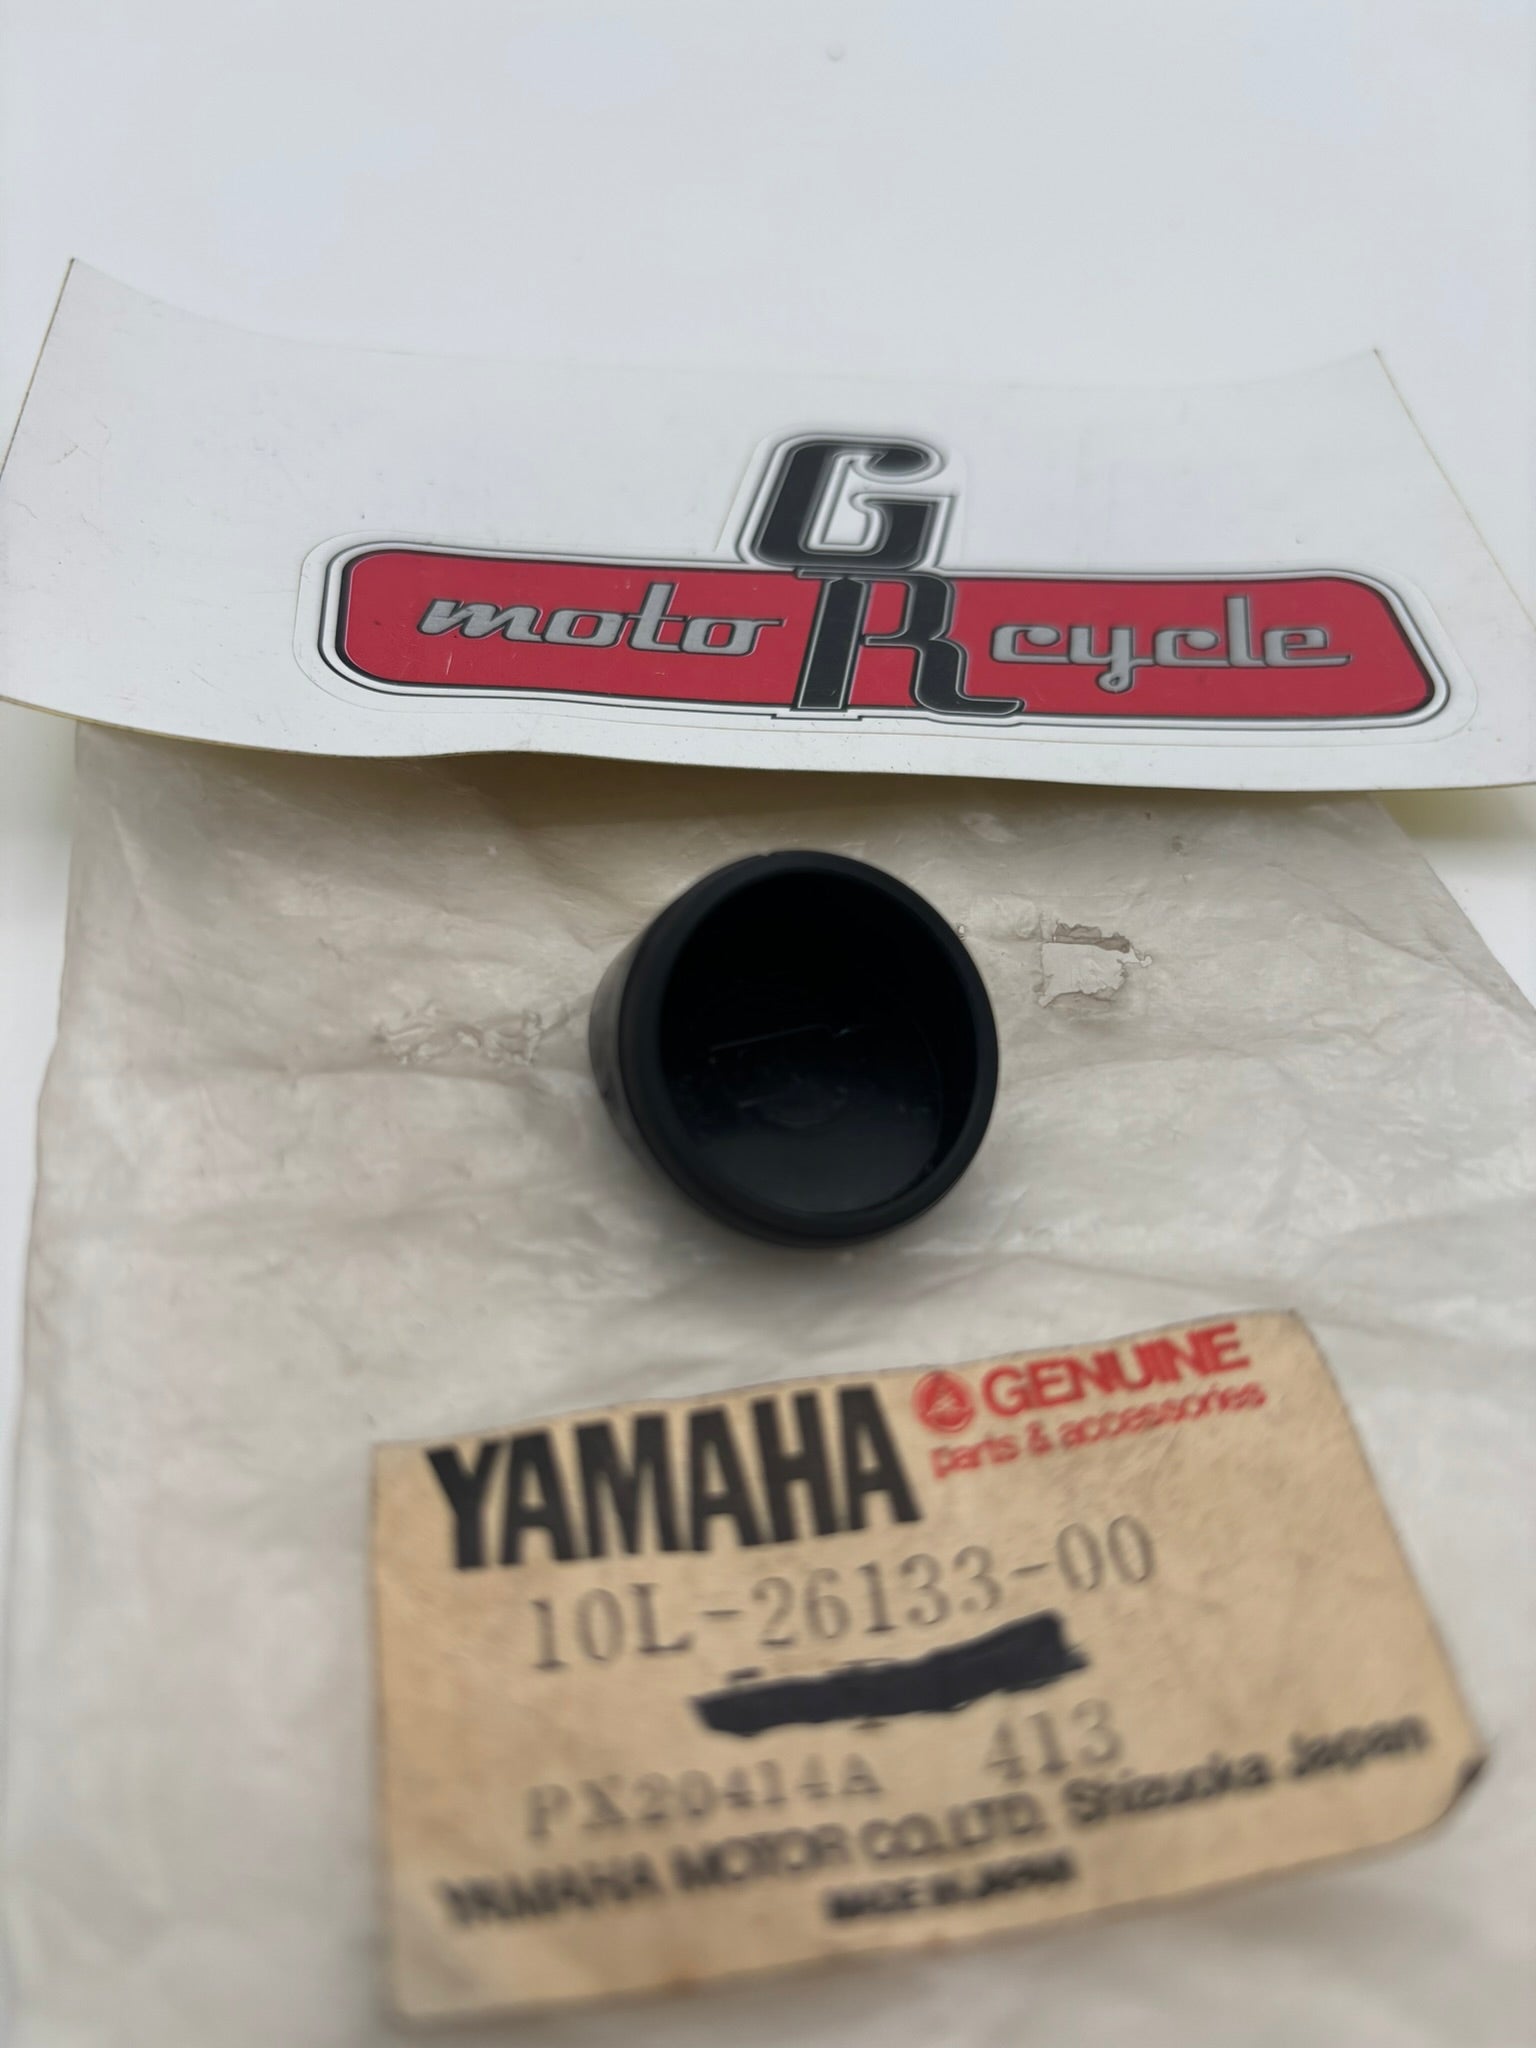 GR
moto cycle
YAMAHA GENUINE
parts & accessories
10L-26133-00
PX20414A 413
YAMAHA MOTOR CO.,LTD. Shizuoka Japan
MADE IN JAPAN